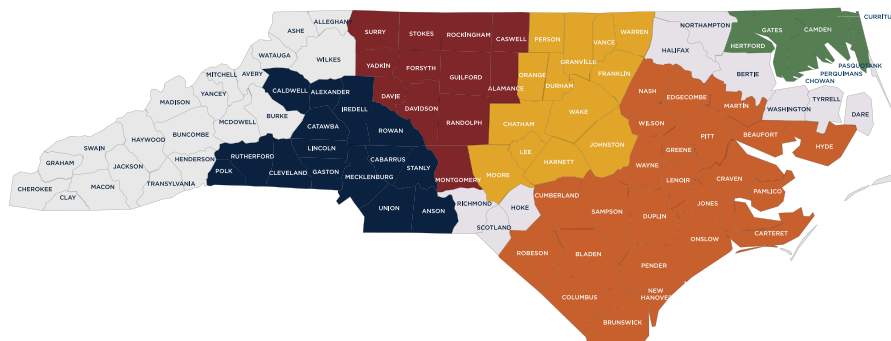 CURRITU
ALLEGHAN
NORTHAMPTON
SURRY
STOKES
ROCKINGHAM
CASWELL
PERSON
VANCE
WARREN
GATES
CAMDEN
ASHE
HERTFORD
HALIFAX
WATAUGA
WILKES
GRANVILLE
YADKIN
FORSYTH
PASQUOTANK
MITCHELL
AVERY
GUILFORD
ORANGE
FRANKLIN
BERTIE
PERQUIMANS
CHOWAN
CALDWELL
ALEXANDER
ALAMANCE
DURHAM
YANCEY
DAVIE
NASH
EDGECOMBE
MADISON
IREDELL
DAVIDSON
MARTIN
WASHINGTON
TYRRELL
BURKE
WAKE
DARE
MCDOWELL
CATAWBA
ROWAN
RANDOLPH
CHATHAM
WILSON
BUNCOMBE
PITT
BEAUFORT
HAYWOOD
HYDE
SWAIN
LINCOLN
LEE
JOHNSTON
GREENE
RUTHERFORD
HENDERSON
CABARRUS
HARNETT
GRAHAM
JACKSON
POLK
CLEVELAND
GASTON
STANLY
WAYNE
MECKLENBURG
MOORE
LENOIR
CRAVEN
MONTGOMERY
TRANSYLVANIA
MACON
CHEROKEE
PAMLICO
CLAY
CUMBERLAND
RICHMOND
JONES
UNION
ANSON
HOKE
SAMPSON
DUPLIN
SCOTLAND
CARTERET
ONSLOW
ROBESON
BLADEN
PENDER
NEW
HANOVER
COLUMBUS
BRUNSWICK